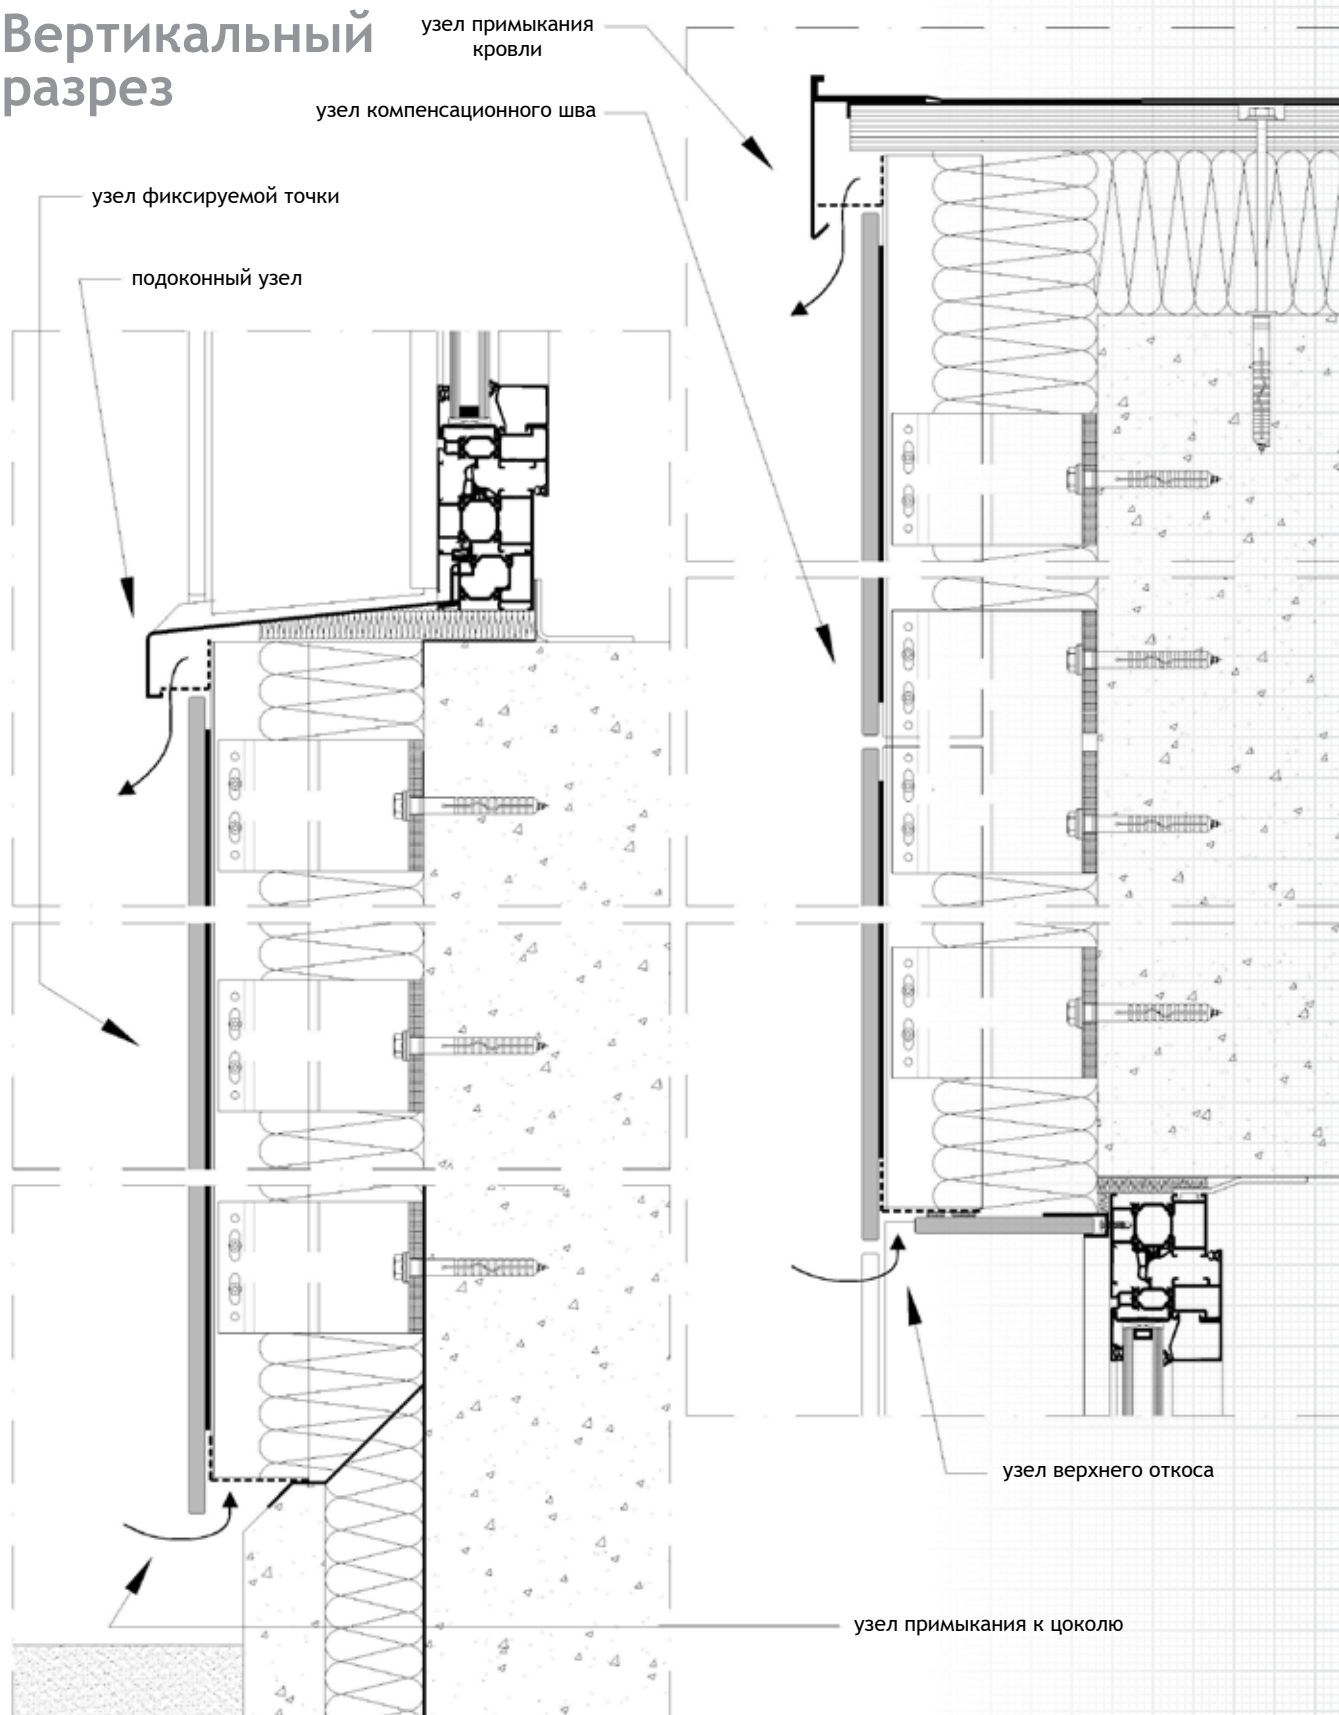 Вертикальный
разрез
узел примыкания
кровли
узел компенсационного шва
узел фиксируемой точки
подоконный узел
узел верхнего откоса
узел примыкания к цоколю